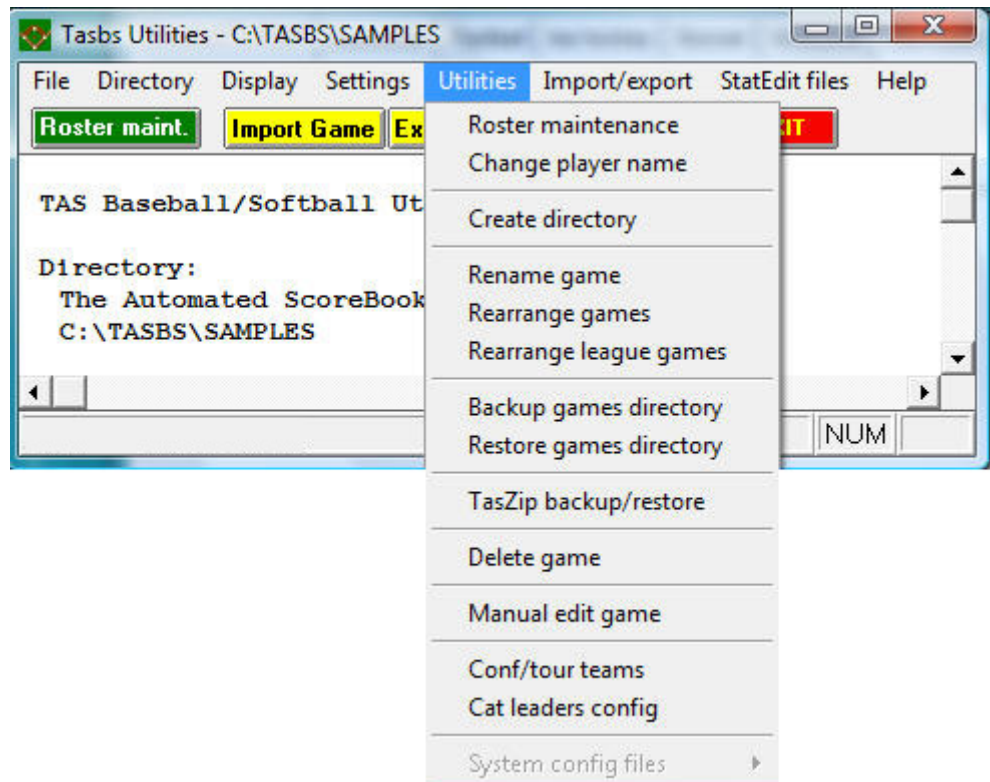 Tasbs Utilities - C:\TASBS\SAMPLES
File Directory Display Settings Utilities Import/export StatEdit files Help
Roster maint. Import Game Ex IT
TAS Baseball/Softball Ut
Directory:
The Automated ScoreBook
C:\TASBS\SAMPLES
NUM
Roster maintenance
Change player name
Create directory
Rename game
Rearrange games
Rearrange league games
Backup games directory
Restore games directory
TasZip backup/restore
Delete game
Manual edit game
Conf/tour teams
Cat leaders config
System config files